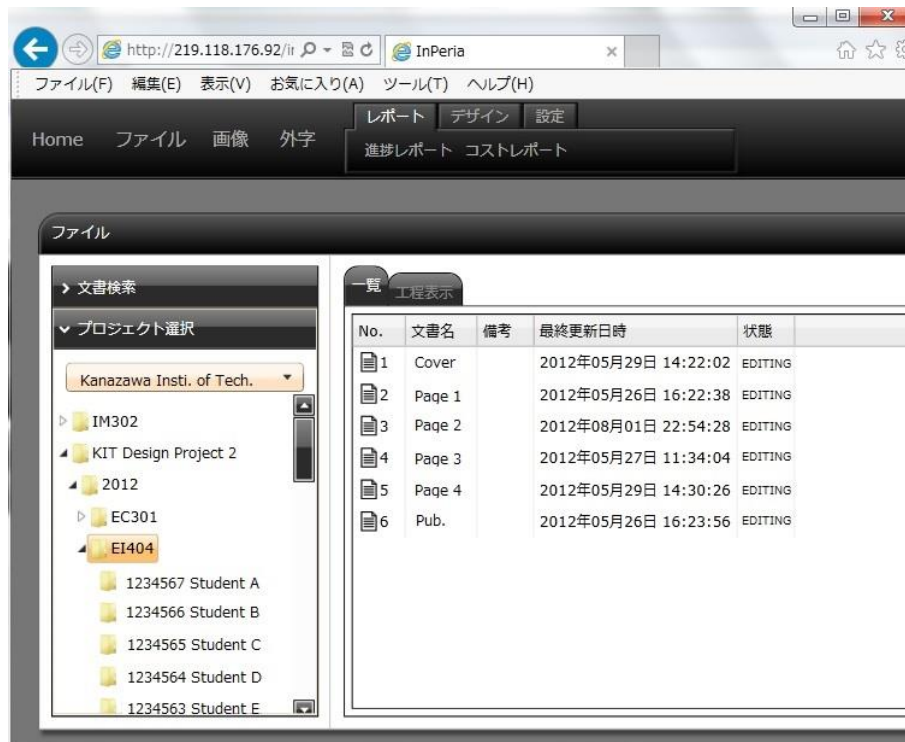 http://219.118.176.92/ir
InPeria
ファイル(F) 編集(E) 表示(V) お気に入り(A) ツール(T) ヘルプ(H)
Home ファイル 画像 外字
レポート デザイン 設定
進捗レポート コストレポート
ファイル
文書検索
プロジェクト選択
Kanazawa Insti. of Tech.
IM302
KIT Design Project 2
2012
EC301
EI404
1234567 Student A
1234566 Student B
1234565 Student C
1234564 Student D
1234563 Student E
一覧 工程表示
No. 文書名 備考 最終更新日時 状態
1 Cover 2012年05月29日 14:22:02 EDITING
2 Page 1 2012年05月26日 16:22:38 EDITING
3 Page 2 2012年08月01日 22:54:28 EDITING
4 Page 3 2012年05月27日 11:34:04 EDITING
5 Page 4 2012年05月29日 14:30:26 EDITING
6 Pub. 2012年05月26日 16:23:56 EDITING